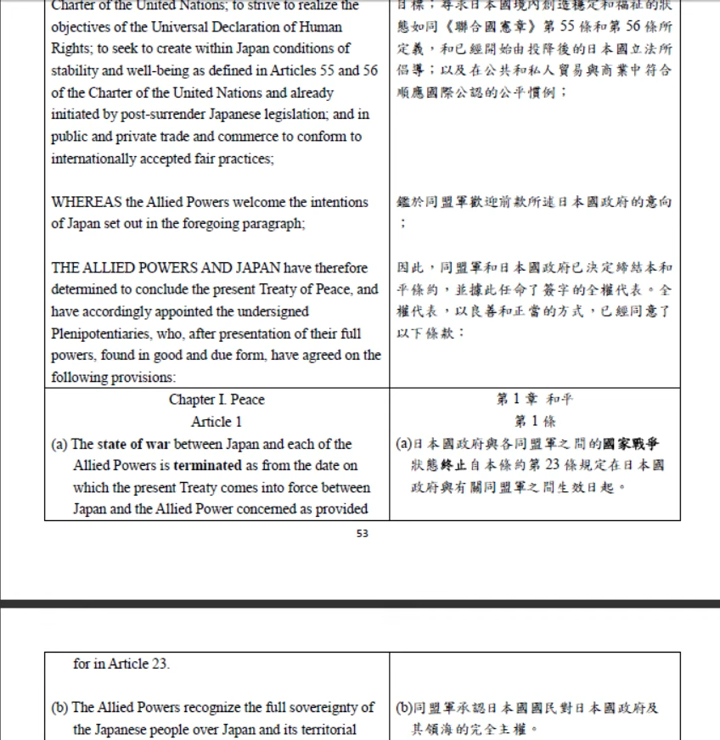 Charter of the United Nations; to strive to realize the
objectives of the Universal Declaration of Human
Rights; to seek to create within Japan conditions of
stability and well-being as defined in Articles 55 and 56
of the Charter of the United Nations and already
initiated by post-surrender Japanese legislation; and in
public and private trade and commerce to conform to
internationally accepted fair practices;
WHEREAS the Allied Powers welcome the intentions
of Japan set out in the foregoing paragraph;
THE ALLIED POWERS AND JAPAN have therefore
determined to conclude the present Treaty of Peace, and
have accordingly appointed the undersigned
Plenipotentiaries, who, after presentation of their full
powers, found in good and due form, have agreed on the
following provisions:
目標；尋求日本國境內創造穩定和福祉的狀
態如同《聯合國憲章》第 55 條和第 56 條所
定義，和已經開始由投降後的日本國立法所
倡導；以及在公共和私人貿易與商業中符合
順應國際公認的公平慣例；
鑑於同盟軍歡迎前款所述日本國政府的意向
；
因此，同盟軍和日本國政府已決定締結本和
平條約，並據此任命了簽字的全權代表。全
權代表，以良善和正當的方式，已經同意了
以下條款：
Chapter I. Peace
Article 1
(a) The state of war between Japan and each of the
Allied Powers is terminated as from the date on
which the present Treaty comes into force between
Japan and the Allied Power concerned as provided
第 1 章 和平
第 1 條
(a)日本國政府與各同盟軍之間的國家戰爭
狀態終止自本條約第 23 條規定在日本國
政府與有關同盟軍之間生效日起。
53
for in Article 23.
(b) The Allied Powers recognize the full sovereignty of
the Japanese people over Japan and its territorial
(b)同盟軍承認日本國國民對日本國政府及
其領海的完全主權。